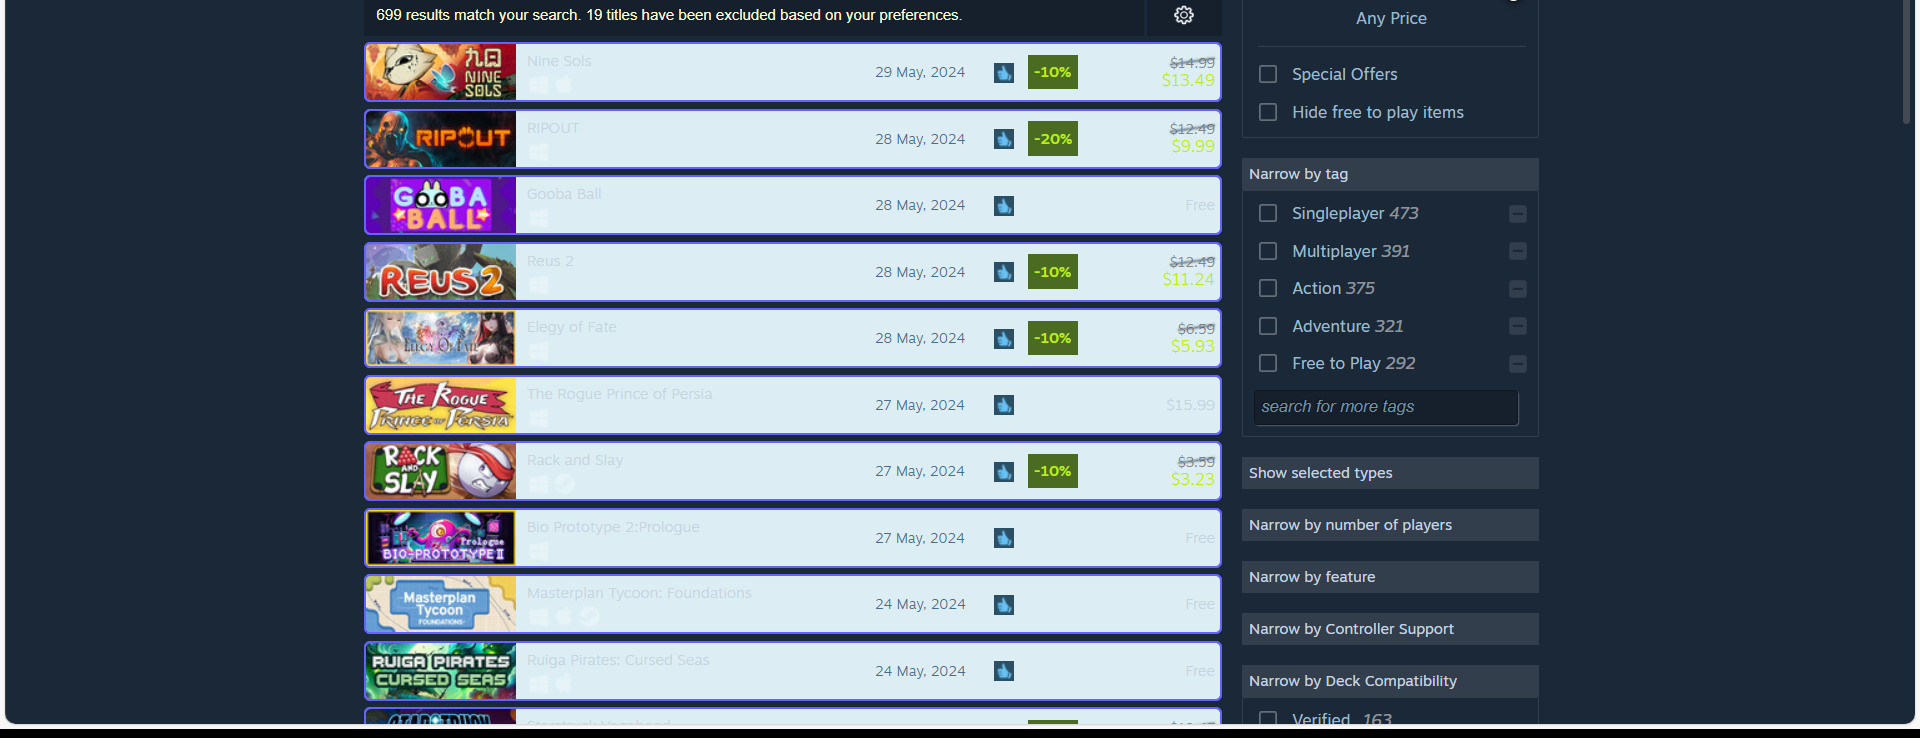 699 results match your search. 19 titles have been excluded based on your preferences.
九日
NINE
SOLS
Nine Sols
29 May, 2024
-10%
$14.99
$13.49
RIPOUT
RIPOUT
28 May, 2024
-20%
$12.49
$9.99
GOOBA
BALL
Gooba Ball
28 May, 2024
Free
REUS 2
Reus 2
28 May, 2024
-10%
$12.49
$11.24
ELEGY OF FATE
Elegy of Fate
28 May, 2024
-10%
$6.59
$5.93
THE ROGUE
PRINCE OF PERSIA
The Rogue Prince of Persia
27 May, 2024
$15.99
RACK
AND
SLAY
Rack and Slay
27 May, 2024
-10%
$3.59
$3.23
Prologue
BIO-PROTOTYPE II
Bio Prototype 2:Prologue
27 May, 2024
Free
Masterplan
Tycoon
FOUNDATIONS
Masterplan Tycoon: Foundations
24 May, 2024
Free
RUIGA PIRATES
CURSED SEAS
Ruiga Pirates: Cursed Seas
24 May, 2024
Free
Any Price
Special Offers
Hide free to play items
Narrow by tag
Singleplayer 473
Multiplayer 391
Action 375
Adventure 321
Free to Play 292
search for more tags
Show selected types
Narrow by number of players
Narrow by feature
Narrow by Controller Support
Narrow by Deck Compatibility
Verified 163